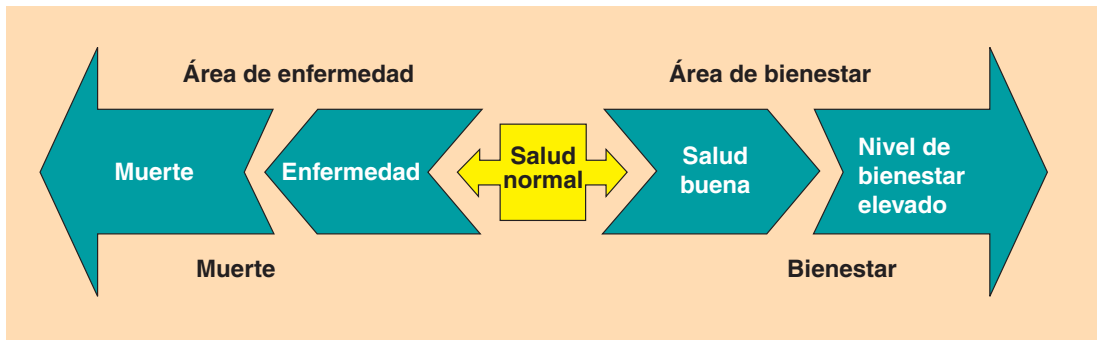 Área de enfermedad
Área de bienestar
Muerte
Enfermedad
Salud
normal
Salud
buena
Nivel de
bienestar
elevado
Muerte
Bienestar